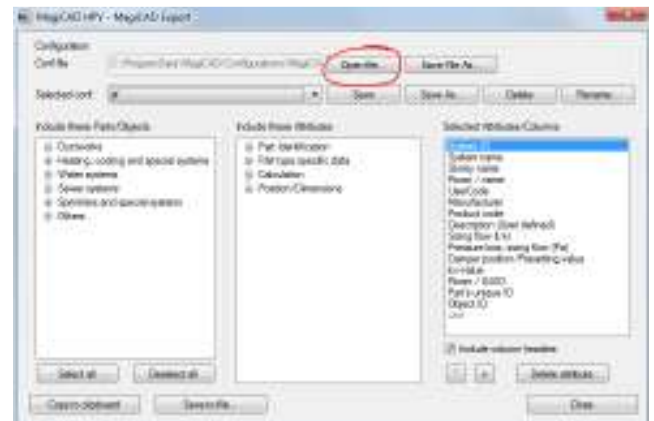 MagiCAD HPV - MagiCAD Export
Configuration
Conf file
Open file...
Save File As...
Selected conf
Save
Save As...
Delete
Rename...
Include these Parts/Objects
Ductworks
Heating, cooling and special systems
Water systems
Sewer systems
Sprinklers and special systems
Others
Select all
Deselect all
Include these Attributes
Part identification
Part type specific data
Calculation
Position/Dimensions
Selected Attributes/Columns
System ID
System name
Storey name
Room / name
UserCode
Manufacturer
Product code
Description (User defined)
Sizing flow (l/s)
Pressure loss, sizing flow (Pa)
Damper position / Presetting value
kv-value
Part's unique ID
Object ID
Include column headers
Delete attribute...
Copy to clipboard
Save to file...
Close